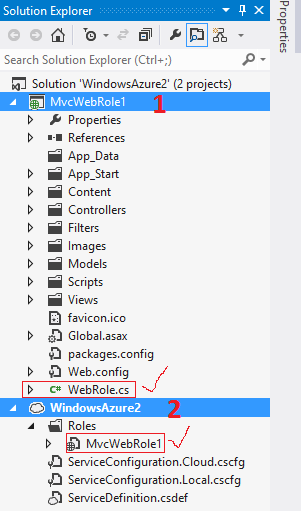 Solution Explorer
Properties
Search Solution Explorer (Ctrl+;)
Solution 'WindowsAzure2' (2 projects)
MvcWebRole1
1
Properties
References
App_Data
App_Start
Content
Controllers
Filters
Images
Models
Scripts
Views
favicon.ico
Global.asax
packages.config
Web.config
C# WebRole.cs
WindowsAzure2
2
Roles
MvcWebRole1
ServiceConfiguration.Cloud.cscfg
ServiceConfiguration.Local.cscfg
ServiceDefinition.csdef